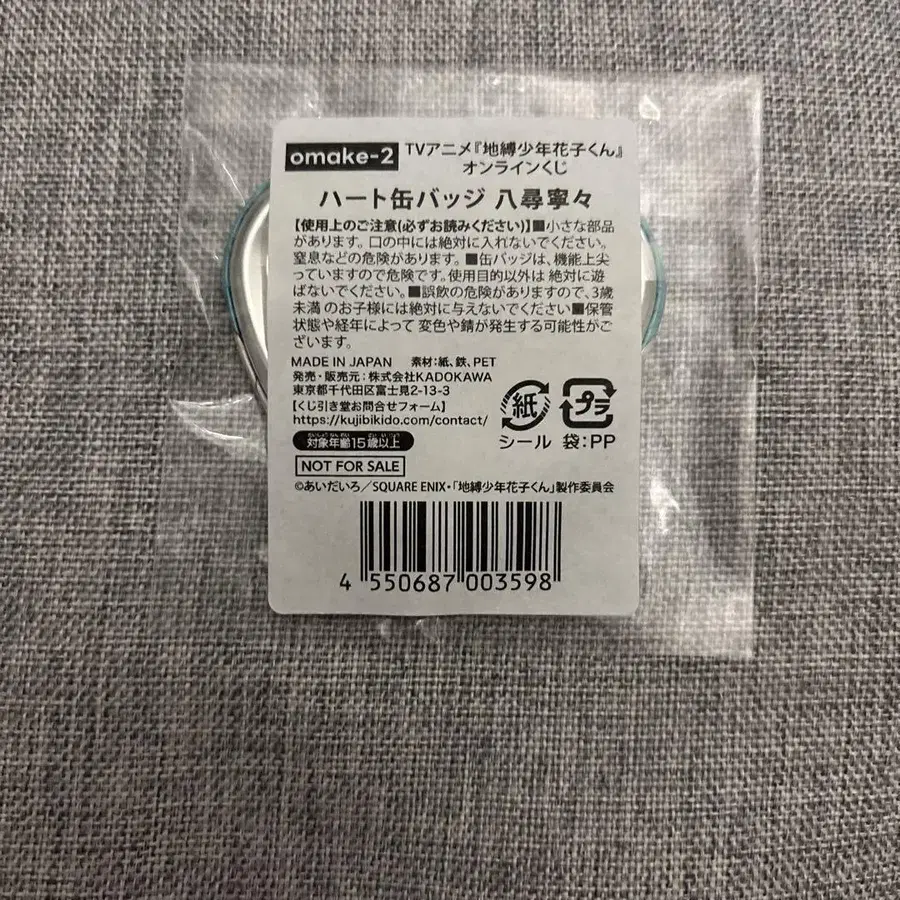 omake-2 TVアニメ『地縛少年花子くん』
オンラインくじ
ハート缶バッジ 八尋寧々
【使用上のご注意(必ずお読みください)】■小さな部品
があります。口の中には絶対に入れないでください。
窒息などの危険があります。■缶バッジは、機能上尖
っていますので危険です。使用目的以外は 絶対に遊
ばないでください。■誤飲の危険がありますので、3歳
未満 のお子様には絶対に与えないでください■保管
状態や経年によって 変色や錆が発生する可能性がご
ざいます。
MADE IN JAPAN 素材:紙、鉄、PET
発売・販売元:株式会社KADOKAWA
東京都千代田区富士見2-13-3
【くじ引き堂お問合せフォーム】
https://kujibikido.com/contact/
紙 プラ
シール 袋:PP
対象年齢15歳以上
NOT FOR SALE
©あいだいろ/SQUARE ENIX・「地縛少年花子くん」製作委員会
4 550687 003598